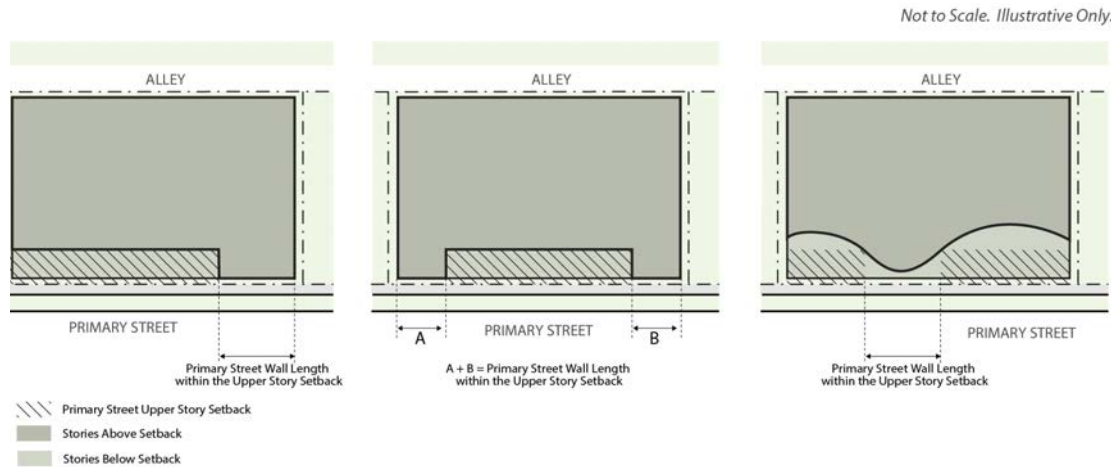 Not to Scale. Illustrative Only.
ALLEY
PRIMARY STREET
Primary Street Wall Length
within the Upper Story Setback
ALLEY
A
PRIMARY STREET
B
A + B = Primary Street Wall Length
within the Upper Story Setback
ALLEY
PRIMARY STREET
Primary Street Wall Length
within the Upper Story Setback
Primary Street Upper Story Setback
Stories Above Setback
Stories Below Setback